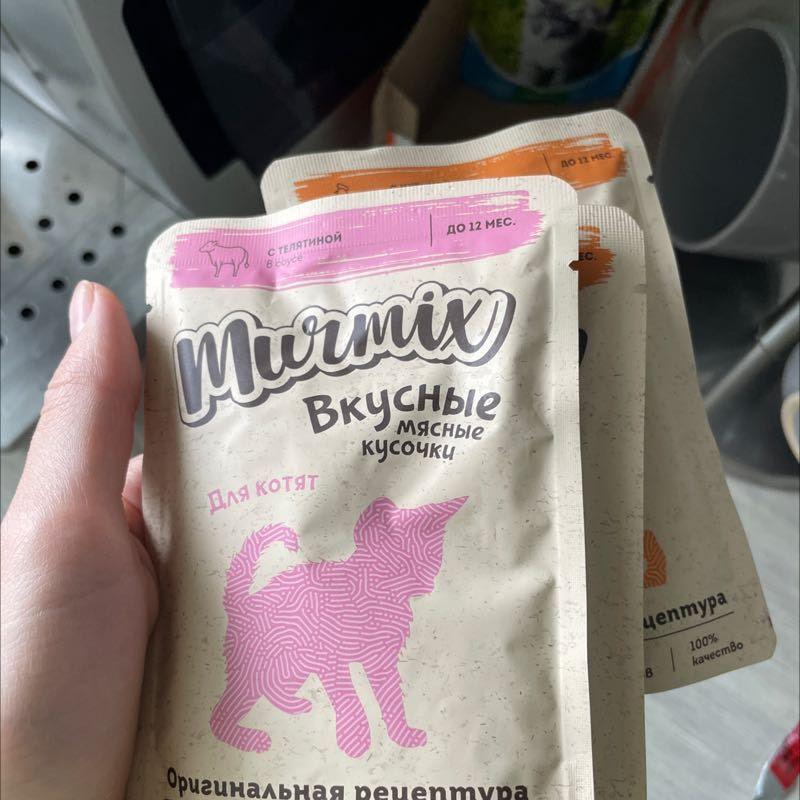 С ТЕЛЯТИНОЙ
В СОУСЕ
ДО 12 МЕС.
Murmix
Вкусные
мясные
кусочки
Для котят
Оригинальная рецептура
ДО 12 МЕС.
ЕС.
цептура
В
100%
качество